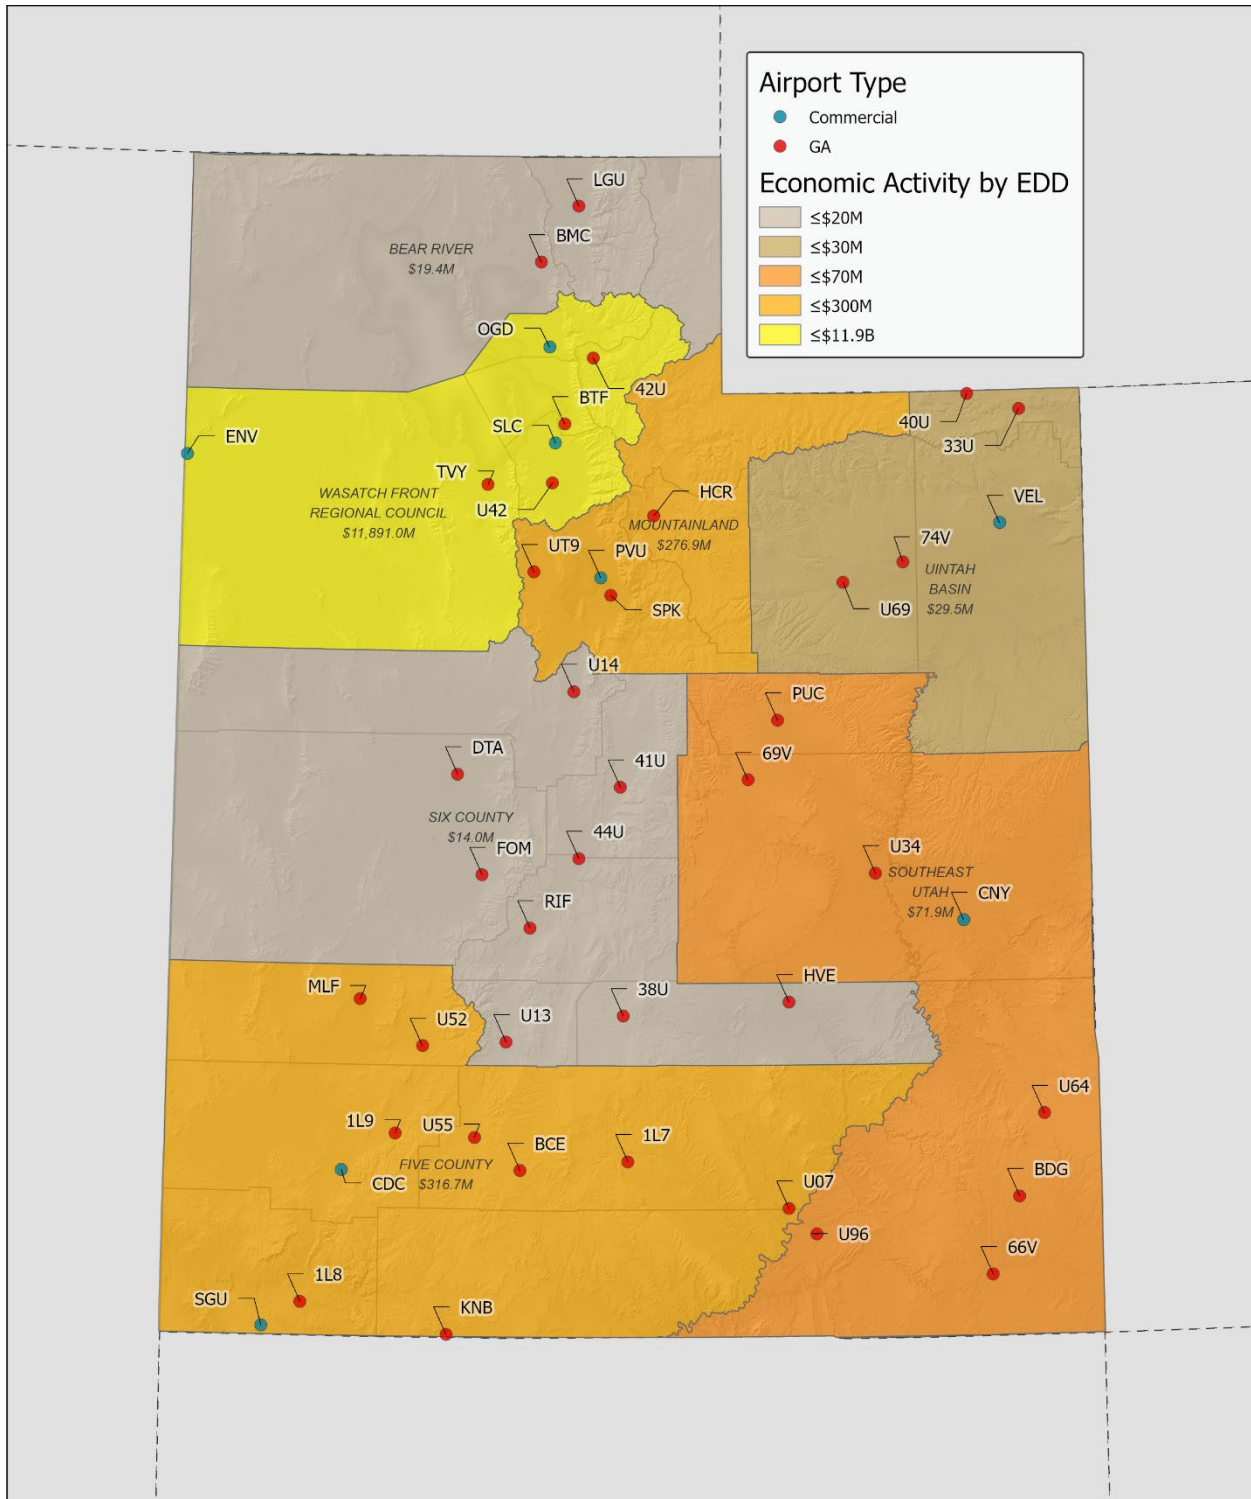 Airport Type
Commercial
GA
Economic Activity by EDD
≤$20M
≤$30M
≤$70M
≤$300M
≤$11.9B
LGU
BMC
BEAR RIVER
$19.4M
OGD
42U
BTF
SLC
40U
33U
ENV
TVY
U42
WASATCH FRONT
REGIONAL COUNCIL
$11,891.0M
HCR
MOUNTAINLAND
$276.9M
VEL
UT9
PVU
SPK
74V
U69
UINTAH
BASIN
$29.5M
U14
PUC
DTA
41U
69V
SIX COUNTY
$14.0M
44U
FOM
U34
SOUTHEAST
UTAH
$71.9M
CNY
RIF
MLF
38U
HVE
U52
U13
U64
1L9
U55
BCE
1L7
FIVE COUNTY
$316.7M
CDC
U07
BDG
U96
66V
1L8
SGU
KNB